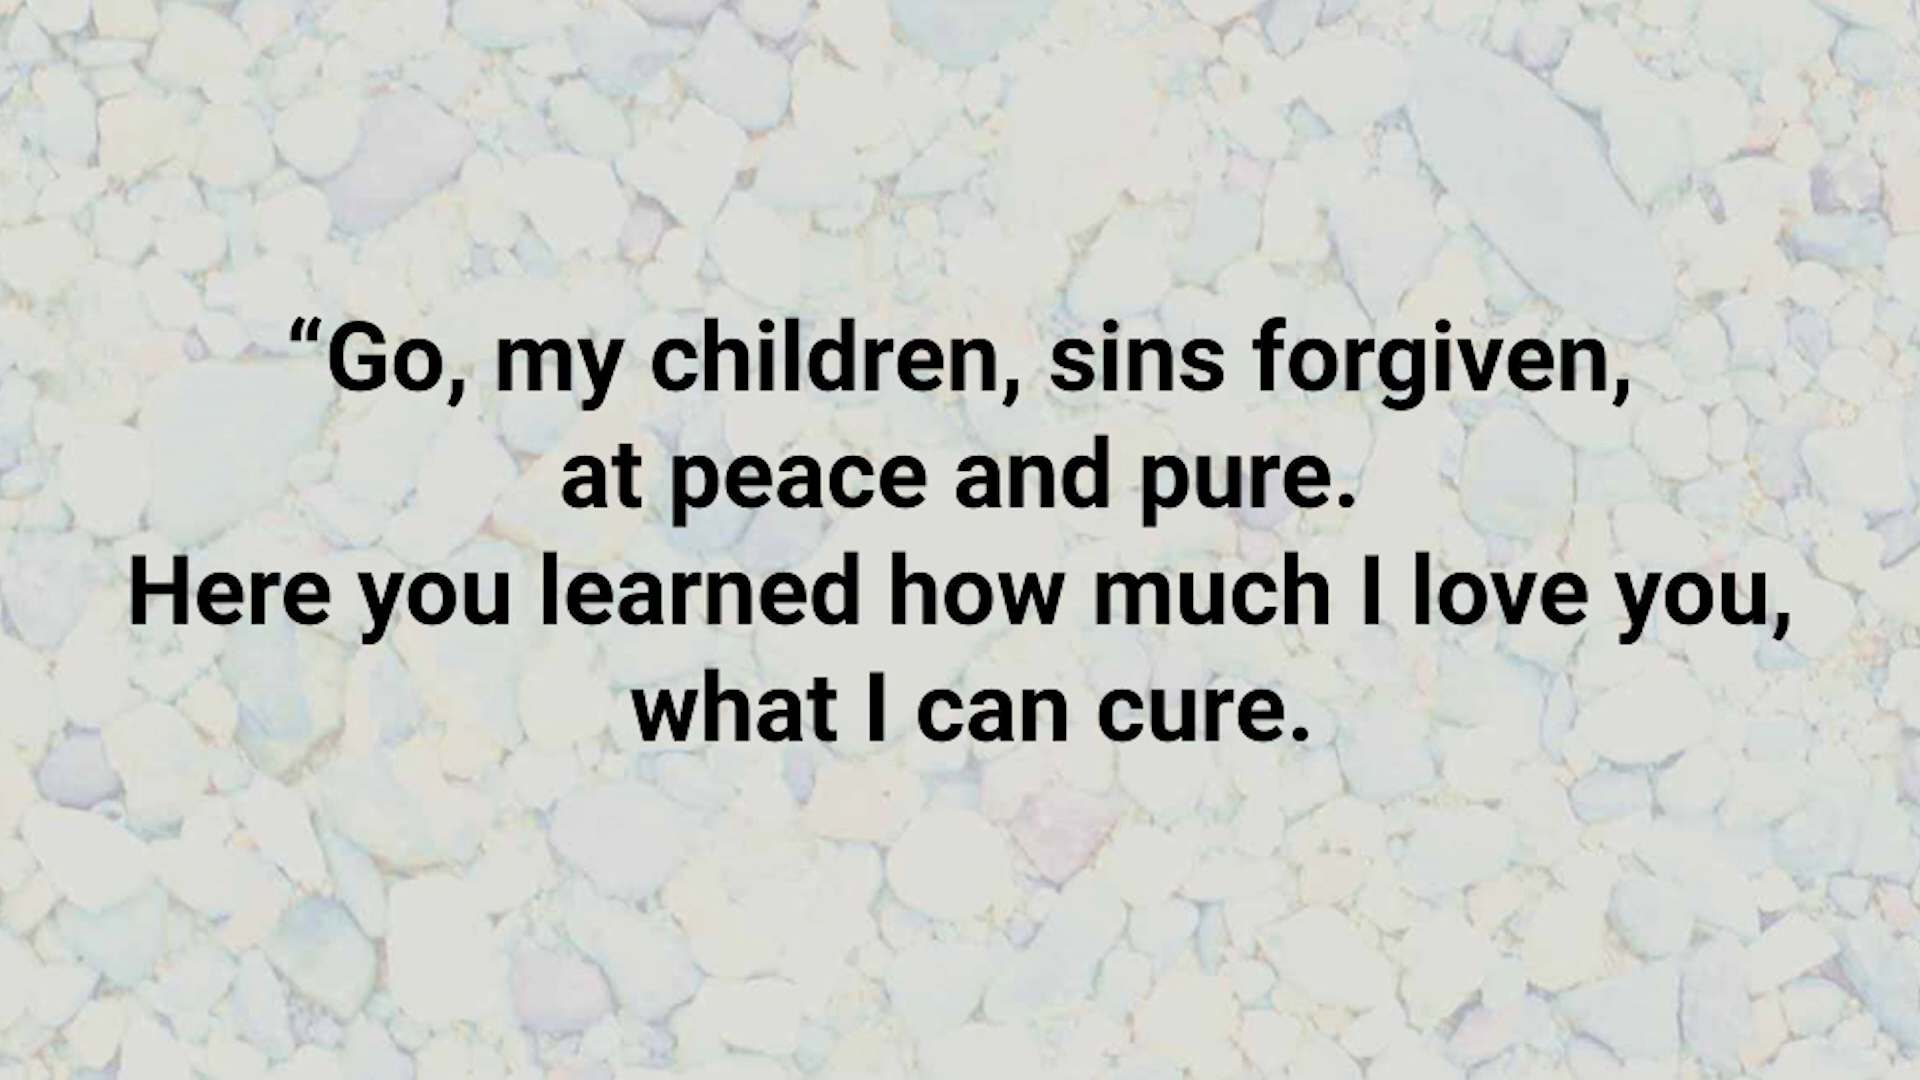 “Go, my children, sins forgiven,
at peace and pure.
Here you learned how much I love you,
what I can cure.